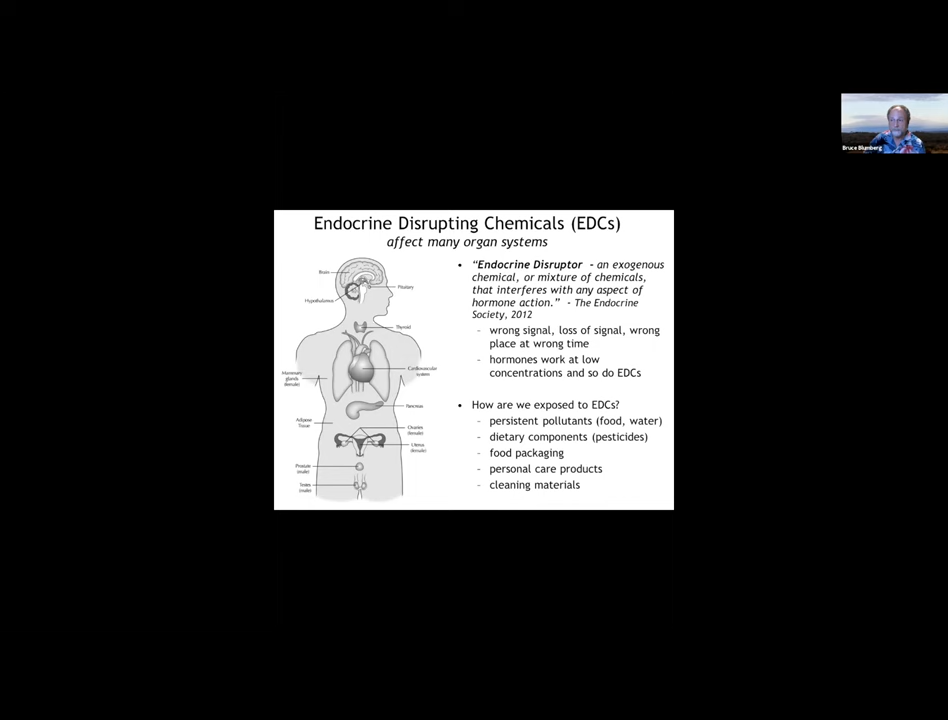 Bruce Blumberg
Endocrine Disrupting Chemicals (EDCs)
affect many organ systems
Brain
Pituitary
Hypothalamus
Thyroid
Mammary
glands
(female)
Cardiovascular
system
Pancreas
Adipose
Tissue
Ovaries
(female)
Uterus
(female)
Prostate
(male)
Testes
(male)
• “Endocrine Disruptor - an exogenous
chemical, or mixture of chemicals,
that interferes with any aspect of
hormone action.” - The Endocrine
Society, 2012
– wrong signal, loss of signal, wrong
place at wrong time
– hormones work at low
concentrations and so do EDCs
• How are we exposed to EDCs?
– persistent pollutants (food, water)
– dietary components (pesticides)
– food packaging
– personal care products
– cleaning materials